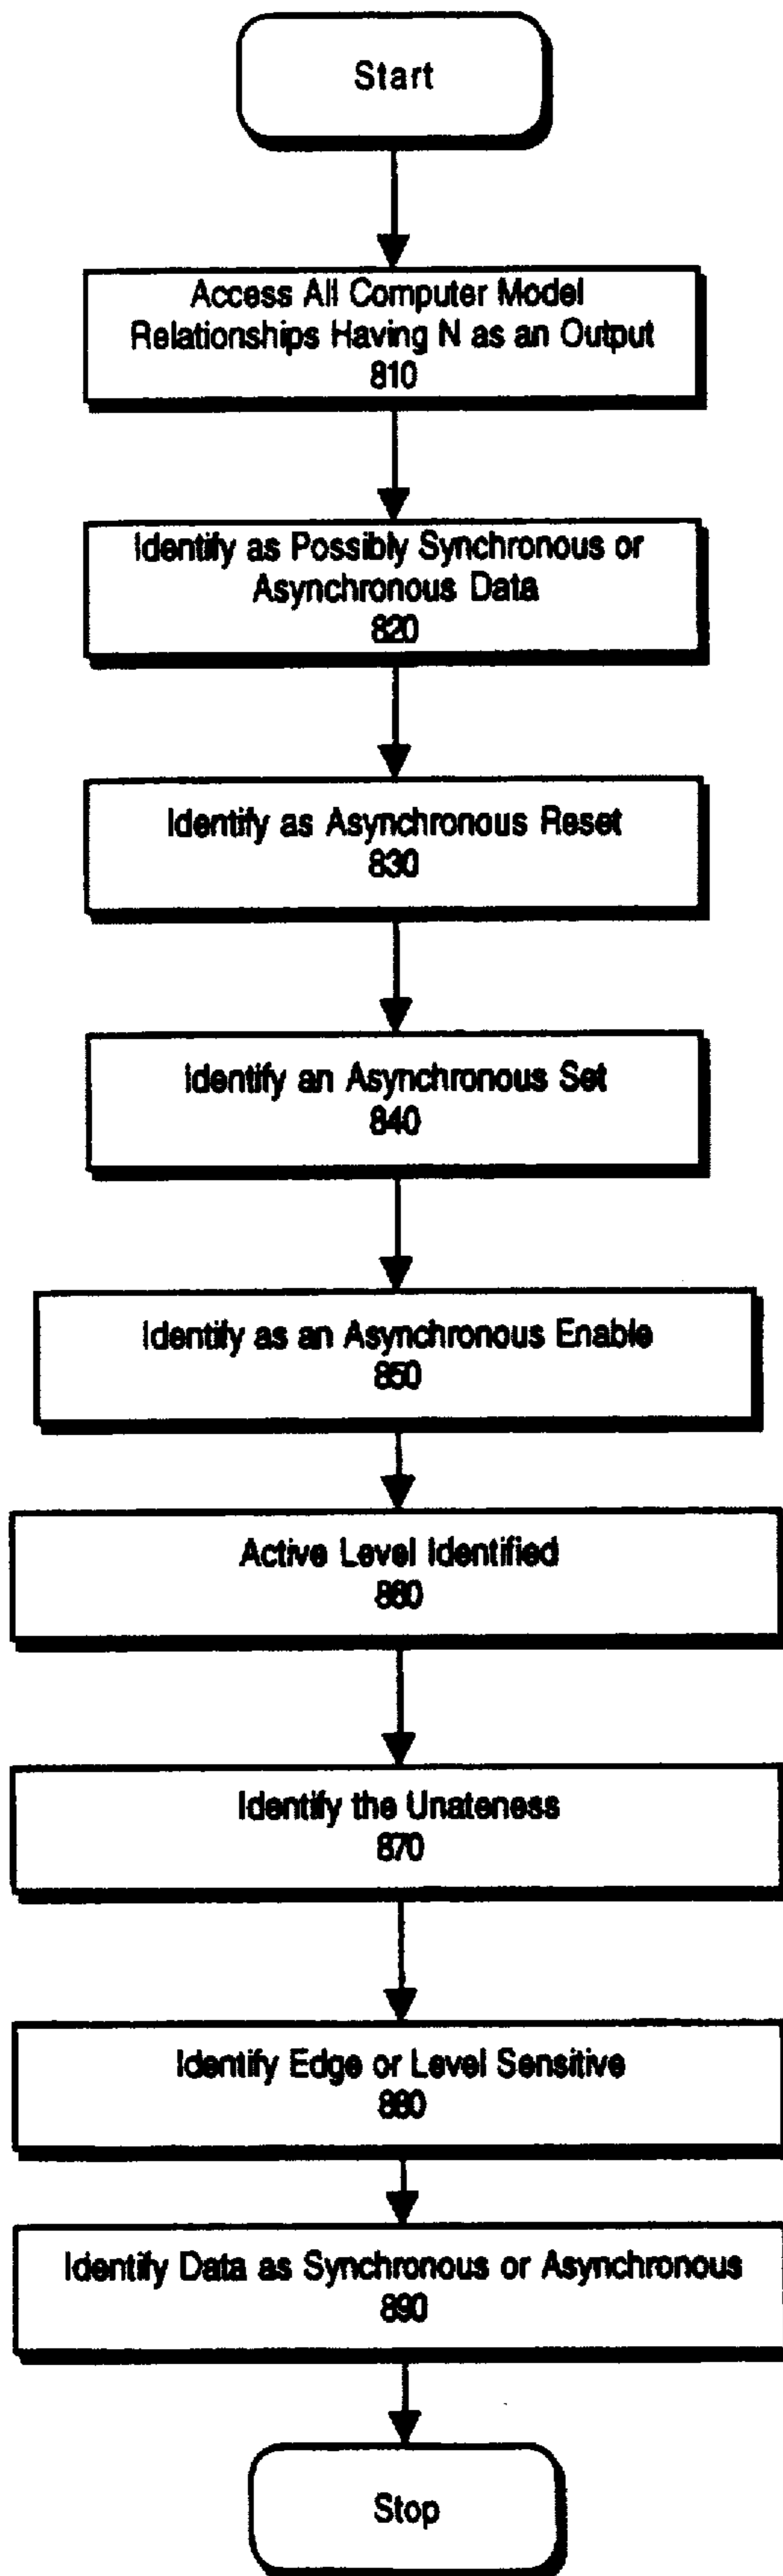 Start
Access All Computer Model
Relationships Having N as an Output
810
Identify as Possibly Synchronous or
Asynchronous Data
820
Identify as Asynchronous Reset
830
Identify an Asynchronous Set
840
Identify as an Asynchronous Enable
850
Active Level Identified
860
Identify the Unateness
870
Identify Edge or Level Sensitive
880
Identify Data as Synchronous or Asynchronous
890
Stop